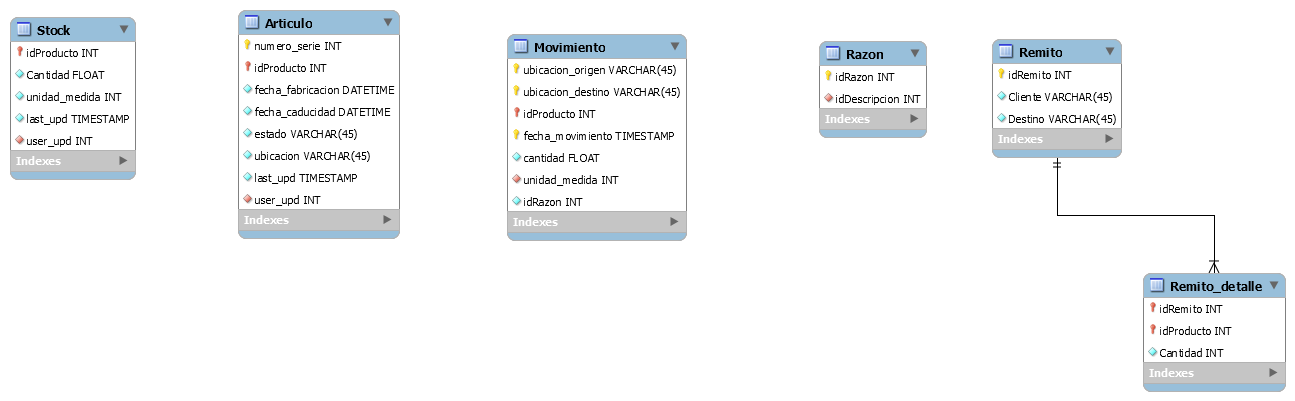 Stock
idProducto INT
Cantidad FLOAT
unidad_medida INT
last_upd TIMESTAMP
user_upd INT
Indexes
Articulo
numero_serie INT
idProducto INT
fecha_fabricacion DATETIME
fecha_caducidad DATETIME
estado VARCHAR(45)
ubicacion VARCHAR(45)
last_upd TIMESTAMP
user_upd INT
Indexes
Movimiento
ubicacion_origen VARCHAR(45)
ubicacion_destino VARCHAR(45)
idProducto INT
fecha_movimiento TIMESTAMP
cantidad FLOAT
unidad_medida INT
idRazon INT
Indexes
Razon
idRazon INT
idDescripcion INT
Indexes
Remito
idRemito INT
Cliente VARCHAR(45)
Destino VARCHAR(45)
Indexes
Remito_detalle
idRemito INT
idProducto INT
Cantidad INT
Indexes